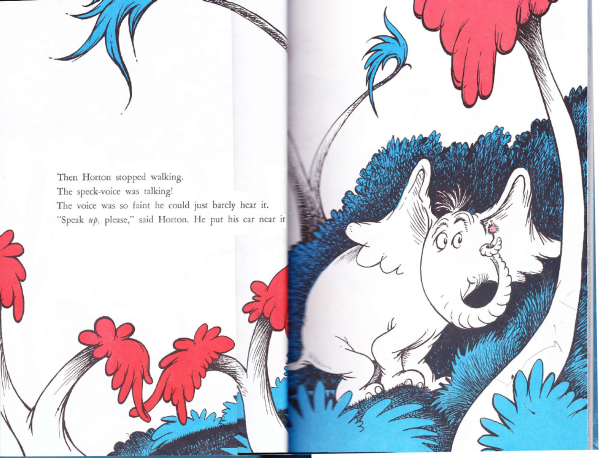 Then Horton stopped walking.
The speck-voice was talking!
The voice was so faint he could just barely hear it.
"Speak up, please," said Horton. He put his ear near it